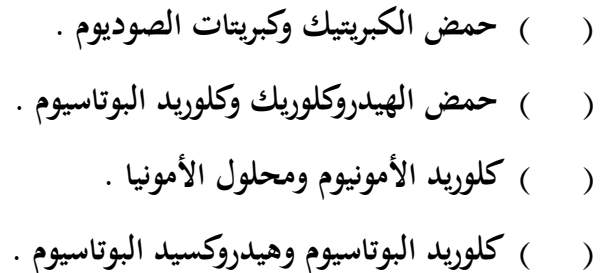 ( ) حمض الكبريتيك وكبريتات الصوديوم .
( ) حمض الهيدروكلوريك وكلوريد البوتاسيوم .
( ) كلوريد الأمونيوم ومحلول الأمونيا .
( ) كلوريد البوتاسيوم وهيدروكسيد البوتاسيوم .